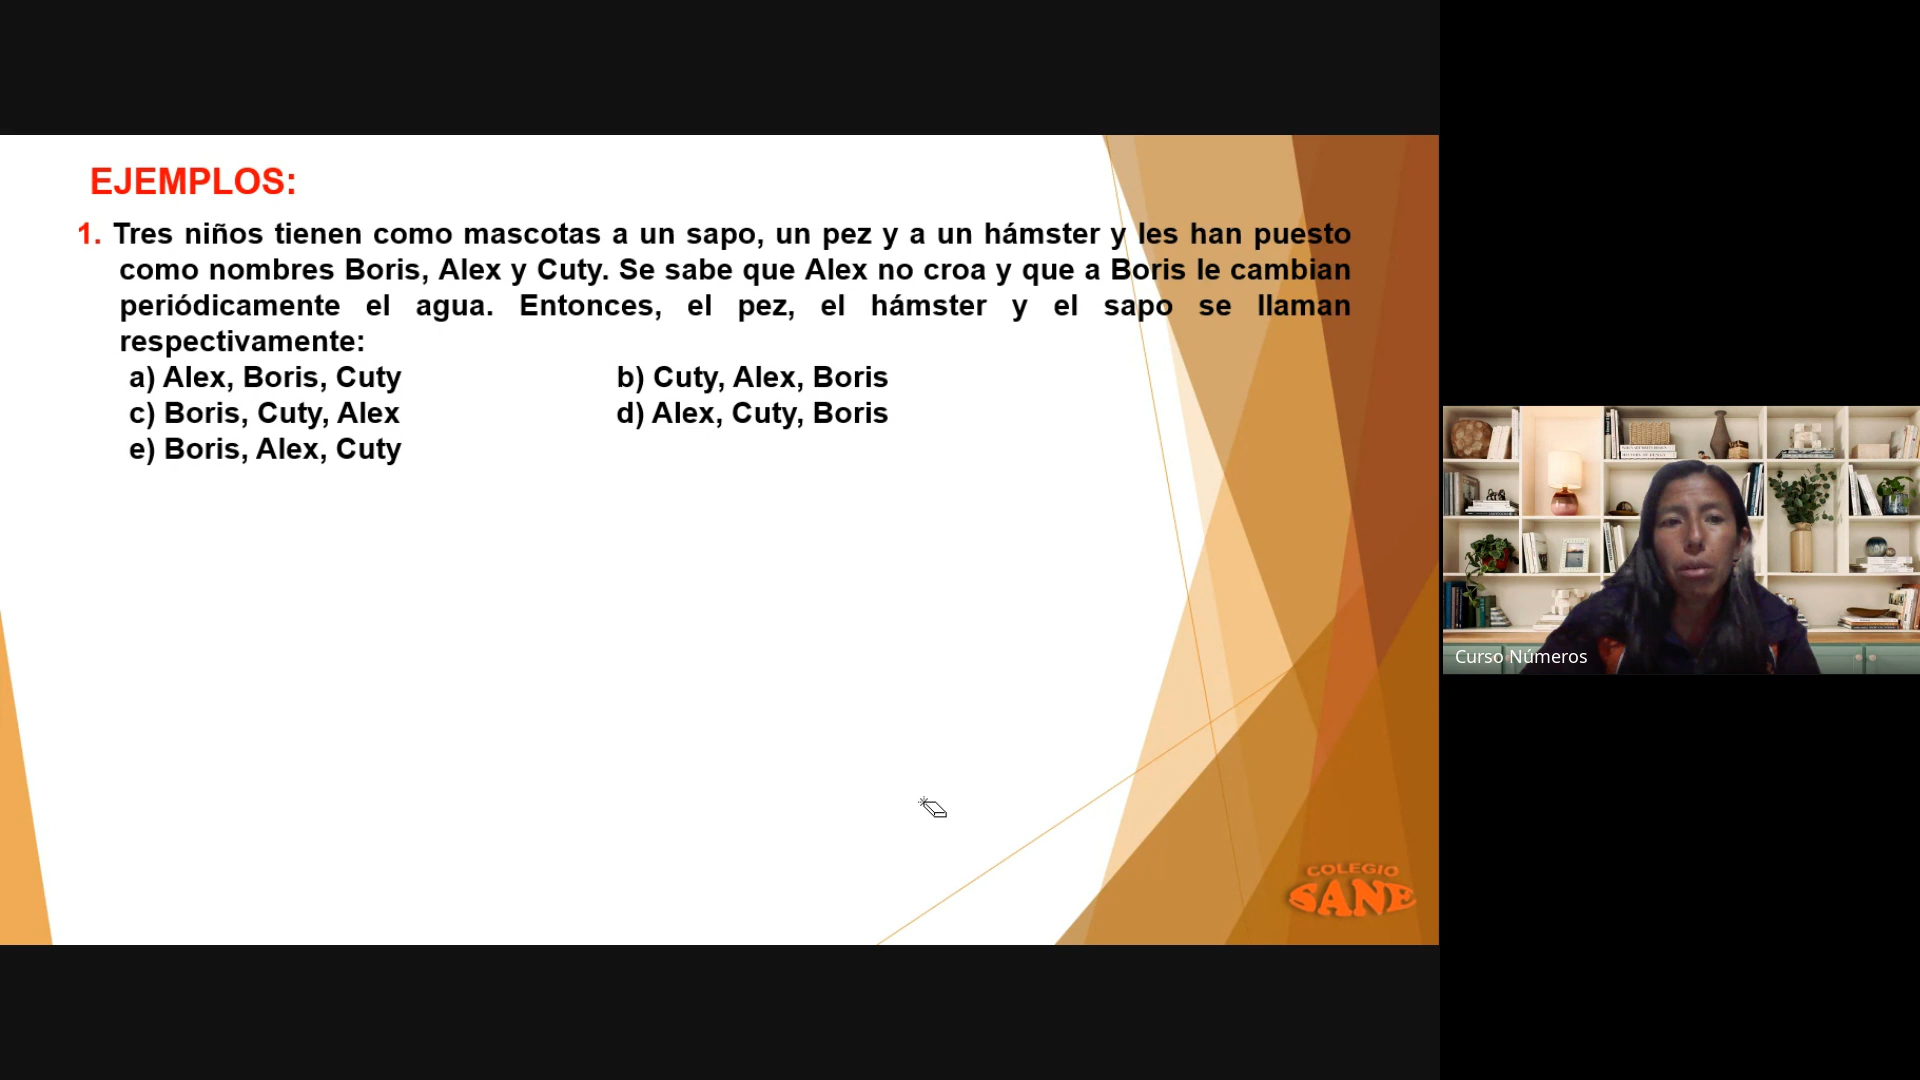 EJEMPLOS:
1. Tres niños tienen como mascotas a un sapo, un pez y a un hámster y les han puesto
como nombres Boris, Alex y Cuty. Se sabe que Alex no croa y que a Boris le cambian
periódicamente el agua. Entonces, el pez, el hámster y el sapo se llaman
respectivamente:
a) Alex, Boris, Cuty b) Cuty, Alex, Boris
c) Boris, Cuty, Alex d) Alex, Cuty, Boris
e) Boris, Alex, Cuty
COLEGIO
SANE
Curso Números